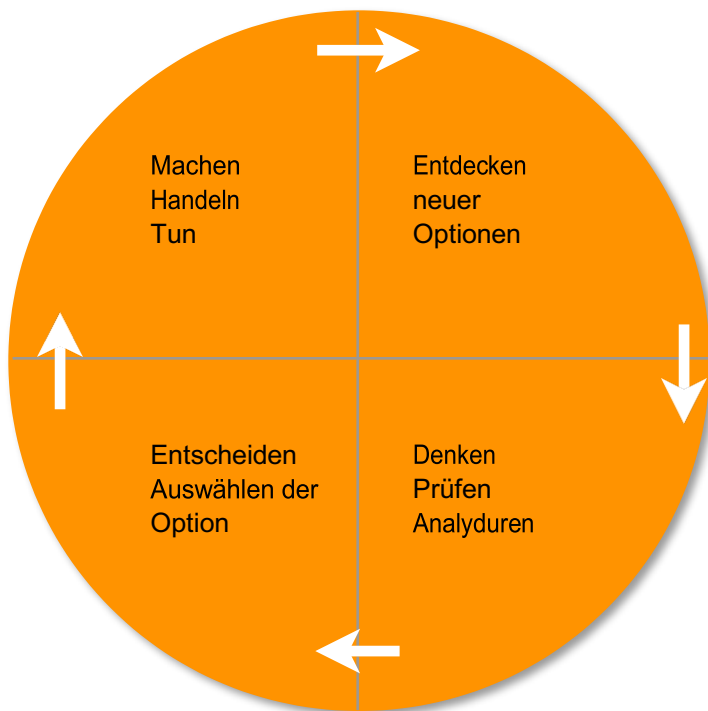 Machen
Handeln
Tun
Entdecken
neuer
Optionen
Entscheiden
Auswählen der
Option
Denken
Prüfen
Analyduren